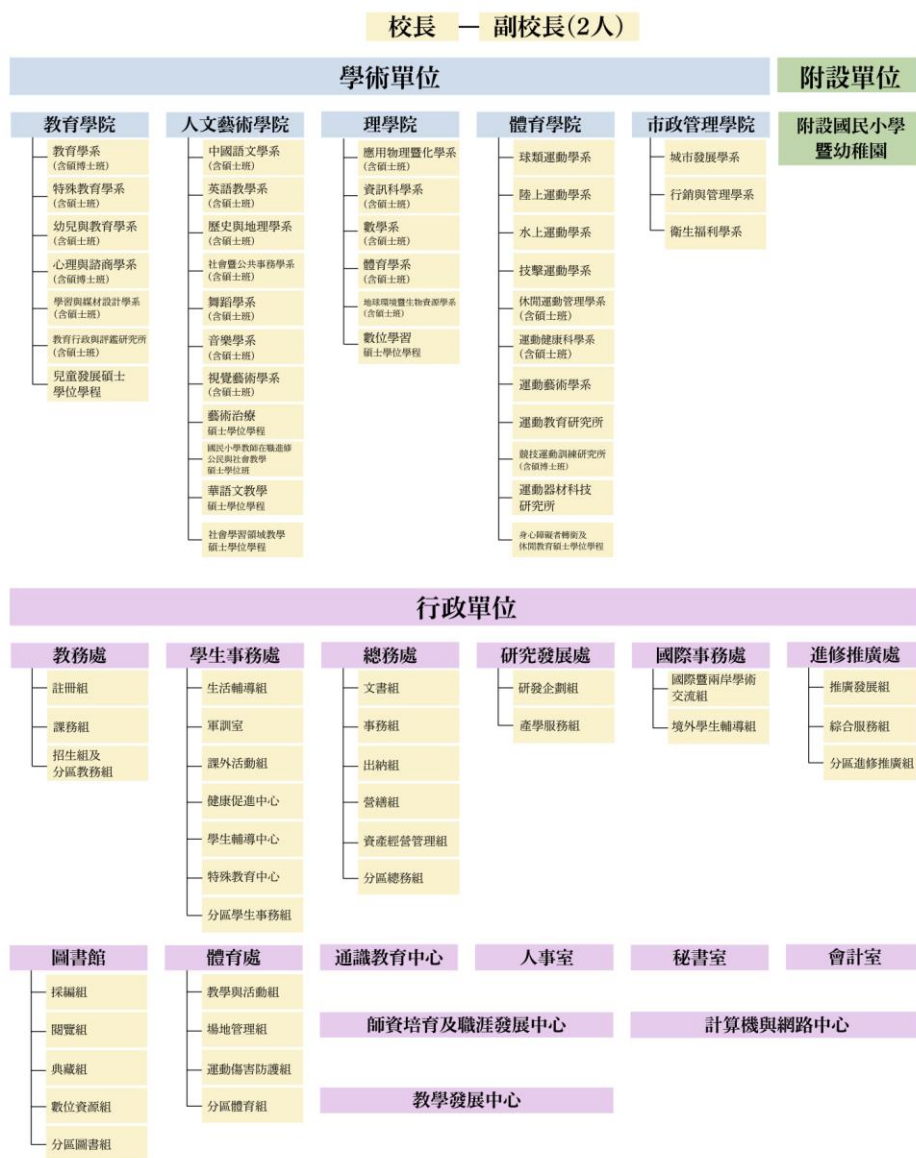 校長 — 副校長(2人)
學術單位
附設單位
教育學院
教育學系
(含碩博士班)
特殊教育學系
(含碩士班)
幼兒與教育學系
(含碩士班)
心理與諮商學系
(含碩博士班)
學習與媒材設計學系
(含碩士班)
教育行政與評鑑研究所
(含碩士班)
兒童發展碩士
學位學程
人文藝術學院
中國語文學系
(含碩士班)
英語教學系
(含碩士班)
歷史與地理學系
(含碩士班)
社會暨公共事務學系
(含碩士班)
舞蹈學系
(含碩士班)
音樂學系
(含碩士班)
視覺藝術學系
(含碩士班)
藝術治療
碩士學位學程
國民小學教師在職進修
公民與社會教學
碩士學位班
華語文教學
碩士學位學程
社會學習領域教學
碩士學位學程
理學院
應用物理暨化學系
(含碩士班)
資訊科學系
(含碩士班)
數學系
(含碩士班)
體育學系
(含碩士班)
地球環境暨生物資源學系
(含碩士班)
數位學習
碩士學位學程
體育學院
球類運動學系
陸上運動學系
水上運動學系
技擊運動學系
休閒運動管理學系
(含碩士班)
運動健康科學系
(含碩士班)
運動藝術學系
運動教育研究所
競技運動訓練研究所
(含碩博士班)
運動器材科技
研究所
身心障礙者轉銜及
休閒教育碩士學位學程
市政管理學院
城市發展學系
行銷與管理學系
衛生福利學系
附設國民小學
暨幼稚園
行政單位
教務處
註冊組
課務組
招生組及
分區教務組
學生事務處
生活輔導組
軍訓室
課外活動組
健康促進中心
學生輔導中心
特殊教育中心
分區學生事務組
總務處
文書組
事務組
出納組
營繕組
資產經營管理組
分區總務組
研究發展處
研發企劃組
產學服務組
國際事務處
國際暨兩岸學術
交流組
境外學生輔導組
進修推廣處
推廣發展組
綜合服務組
分區進修推廣組
圖書館
採編組
閱覽組
典藏組
數位資源組
分區圖書組
體育處
教學與活動組
場地管理組
運動傷害防護組
分區體育組
通識教育中心
人事室
秘書室
會計室
師資培育及職涯發展中心
計算機與網路中心
教學發展中心